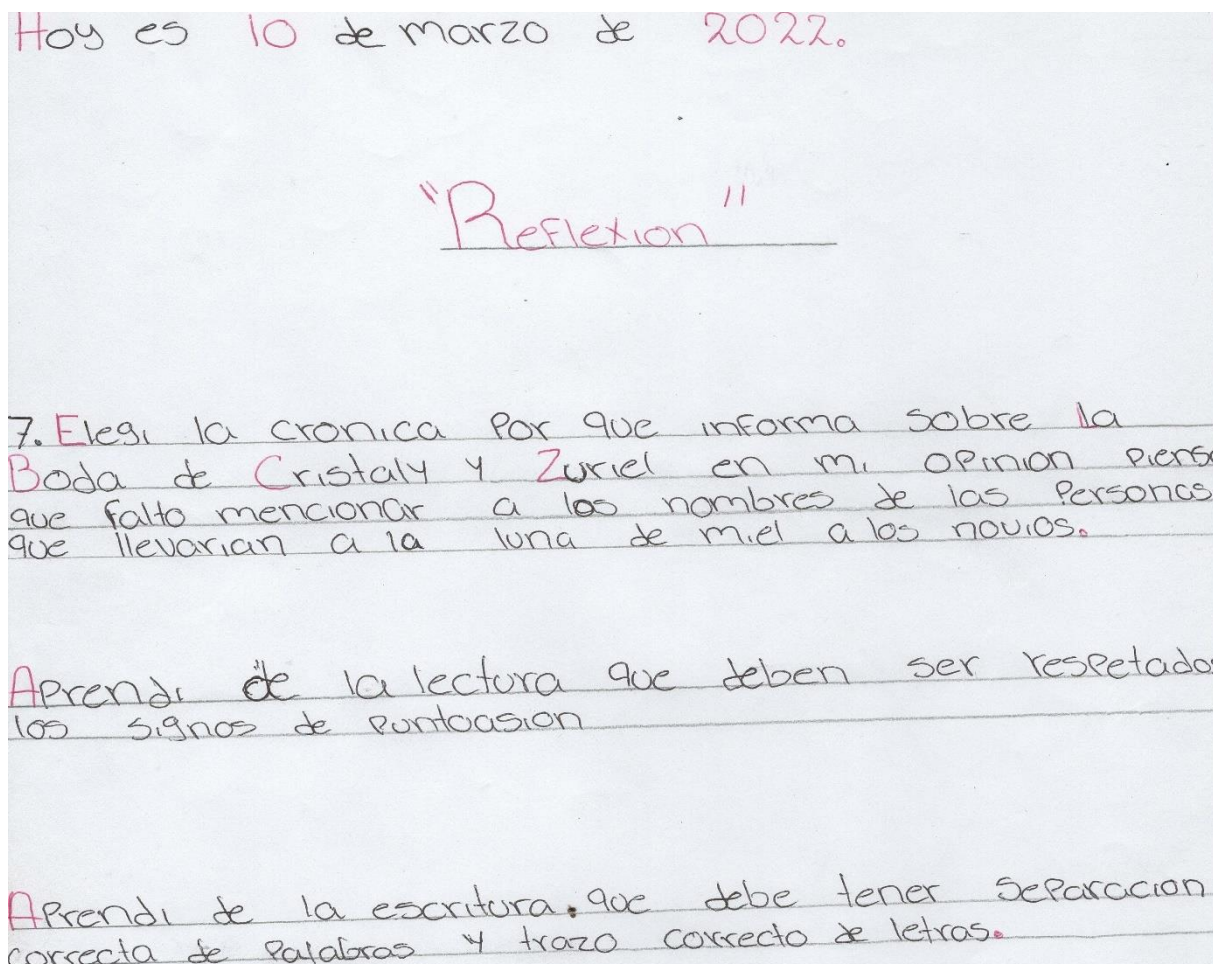 Hoy es 10 de marzo de 2022.
"Reflexion"
7. Elegi la cronica Por que informa sobre la
Boda de Cristaly y Zuriel en mi opinion piens
que falto mencionar a los nombres de las Personas
que llevarian a la luna de miel a los novios.
Aprendi de la lectura que deben ser respetados
los signos de puntuasion
Aprendi de la escritura. que debe tener separacion
correcta de palabras y trazo correcto de letras.